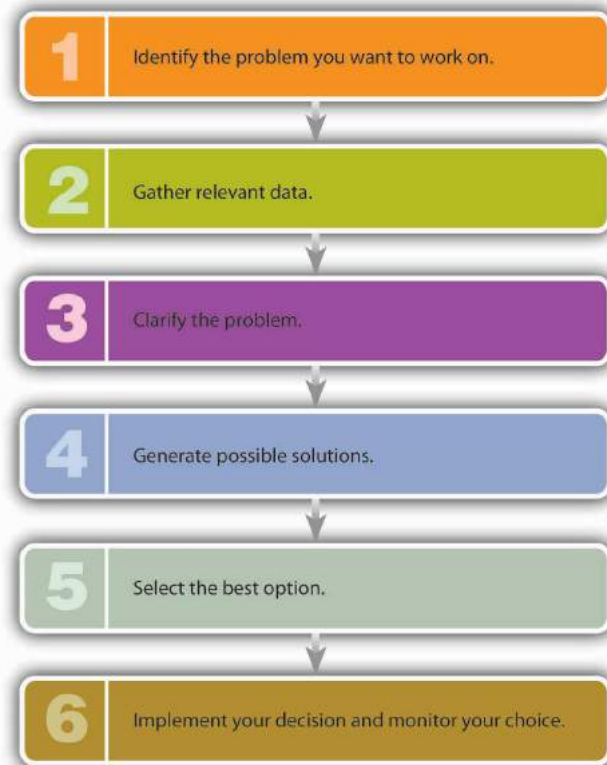 1 Identify the problem you want to work on.
2 Gather relevant data.
3 Clarify the problem.
4 Generate possible solutions.
5 Select the best option.
6 Implement your decision and monitor your choice.